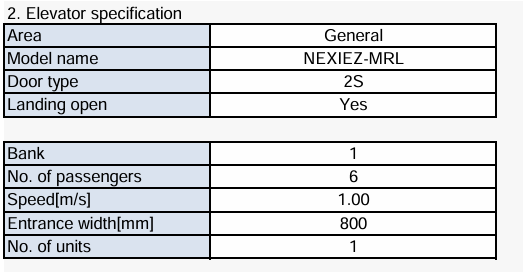 2. Elevator specification
Area General
Model name NEXIEZ-MRL
Door type 2S
Landing open Yes
Bank 1
No. of passengers 6
Speed[m/s] 1.00
Entrance width[mm] 800
No. of units 1